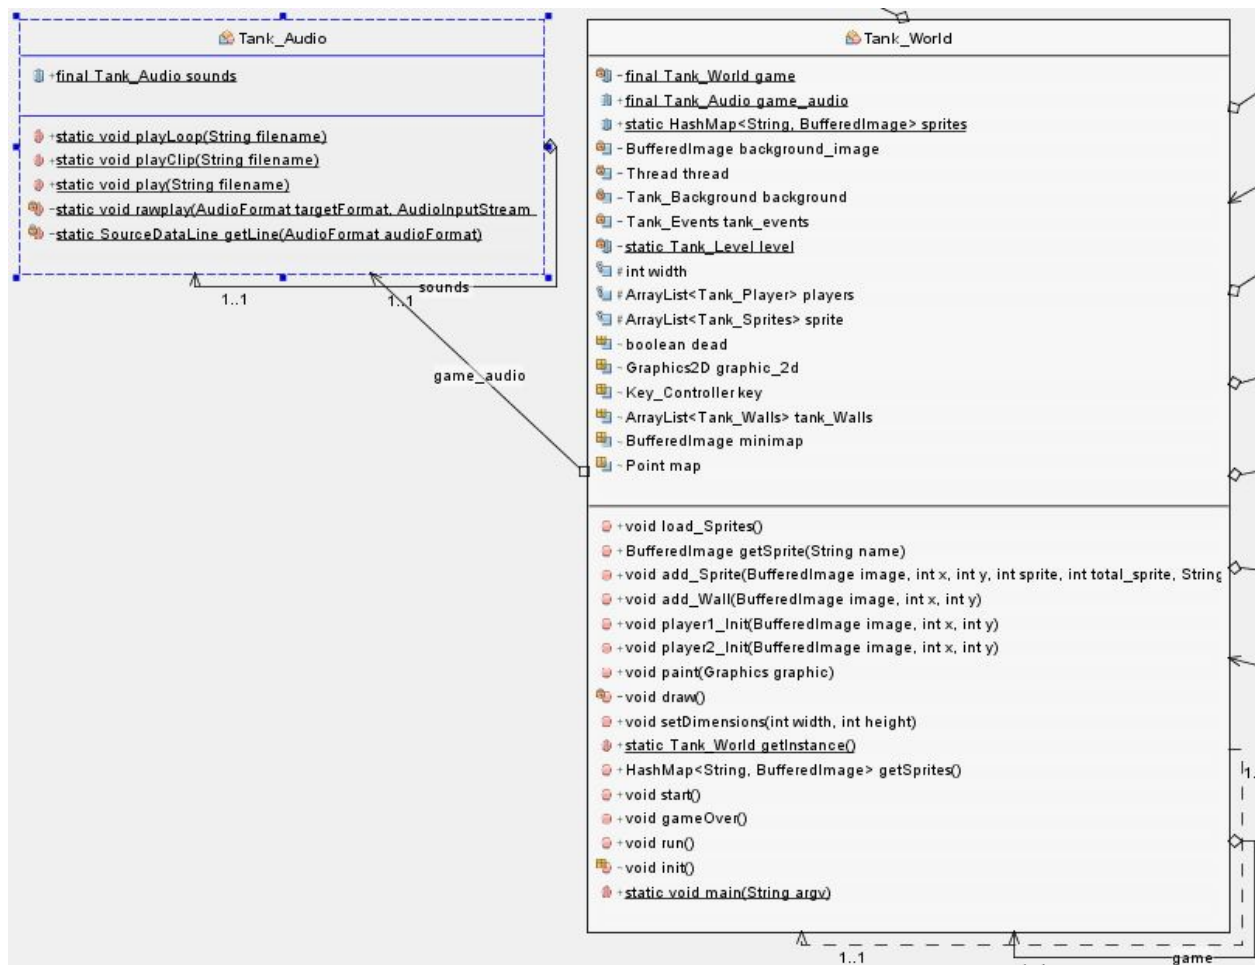 Tank_Audio
+final Tank_Audio sounds
+static void playLoop(String filename)
+static void playClip(String filename)
+static void play(String filename)
-static void rawplay(AudioFormat targetFormat, AudioInputStream
-static SourceDataLine getLine(AudioFormat audioFormat)
sounds
1..1
1..1
game_audio
Tank_World
-final Tank_World game
+final Tank_Audio game_audio
+static HashMap<String, BufferedImage> sprites
-BufferedImage background_image
-Thread thread
-Tank_Background background
-Tank_Events tank_events
-static Tank_Level level
#int width
#ArrayList<Tank_Player> players
#ArrayList<Tank_Sprites> sprite
~boolean dead
~Graphics2D graphic_2d
~Key_Controller key
~ArrayList<Tank_Walls> tank_Walls
~BufferedImage minimap
~Point map
+void load_Sprites()
+BufferedImage getSprite(String name)
+void add_Sprite(BufferedImage image, int x, int y, int sprite, int total_sprite, String
+void add_Wall(BufferedImage image, int x, int y)
+void player1_Init(BufferedImage image, int x, int y)
+void player2_Init(BufferedImage image, int x, int y)
+void paint(Graphics graphic)
-void draw()
+void setDimensions(int width, int height)
+static Tank_World getInstance()
+HashMap<String, BufferedImage> getSprites()
+void start()
+void gameOver()
+void run()
~void init()
+static void main(String argv)
1.
1..1
game